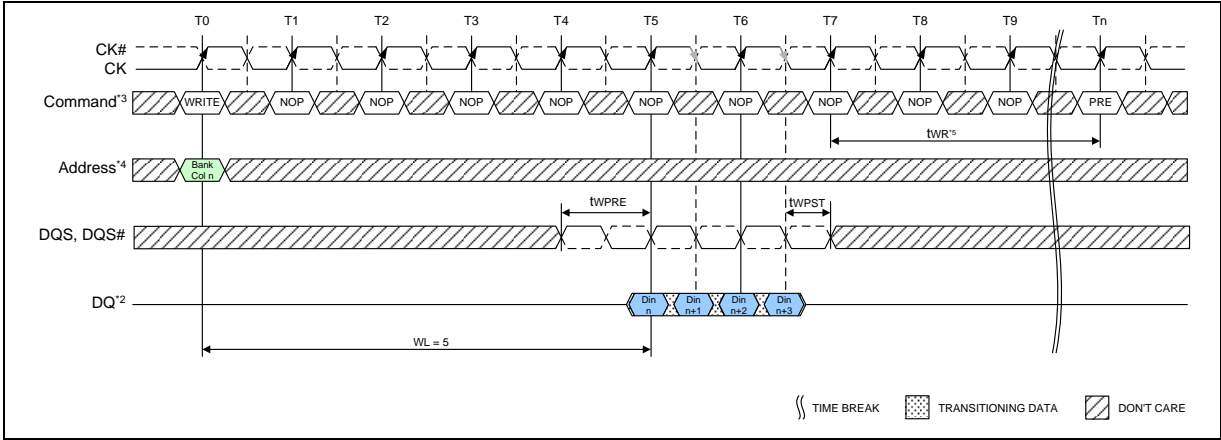 T0 T1 T2 T3 T4 T5 T6 T7 T8 T9 Tn
CK#
CK
Command*3 WRITE NOP NOP NOP NOP NOP NOP NOP NOP NOP PRE
tWR*5
Address*4 Bank Col n
tWPRE tWPST
DQS, DQS#
DQ*2 Din n Din n+1 Din n+2 Din n+3
WL = 5
TIME BREAK TRANSITIONING DATA DON'T CARE